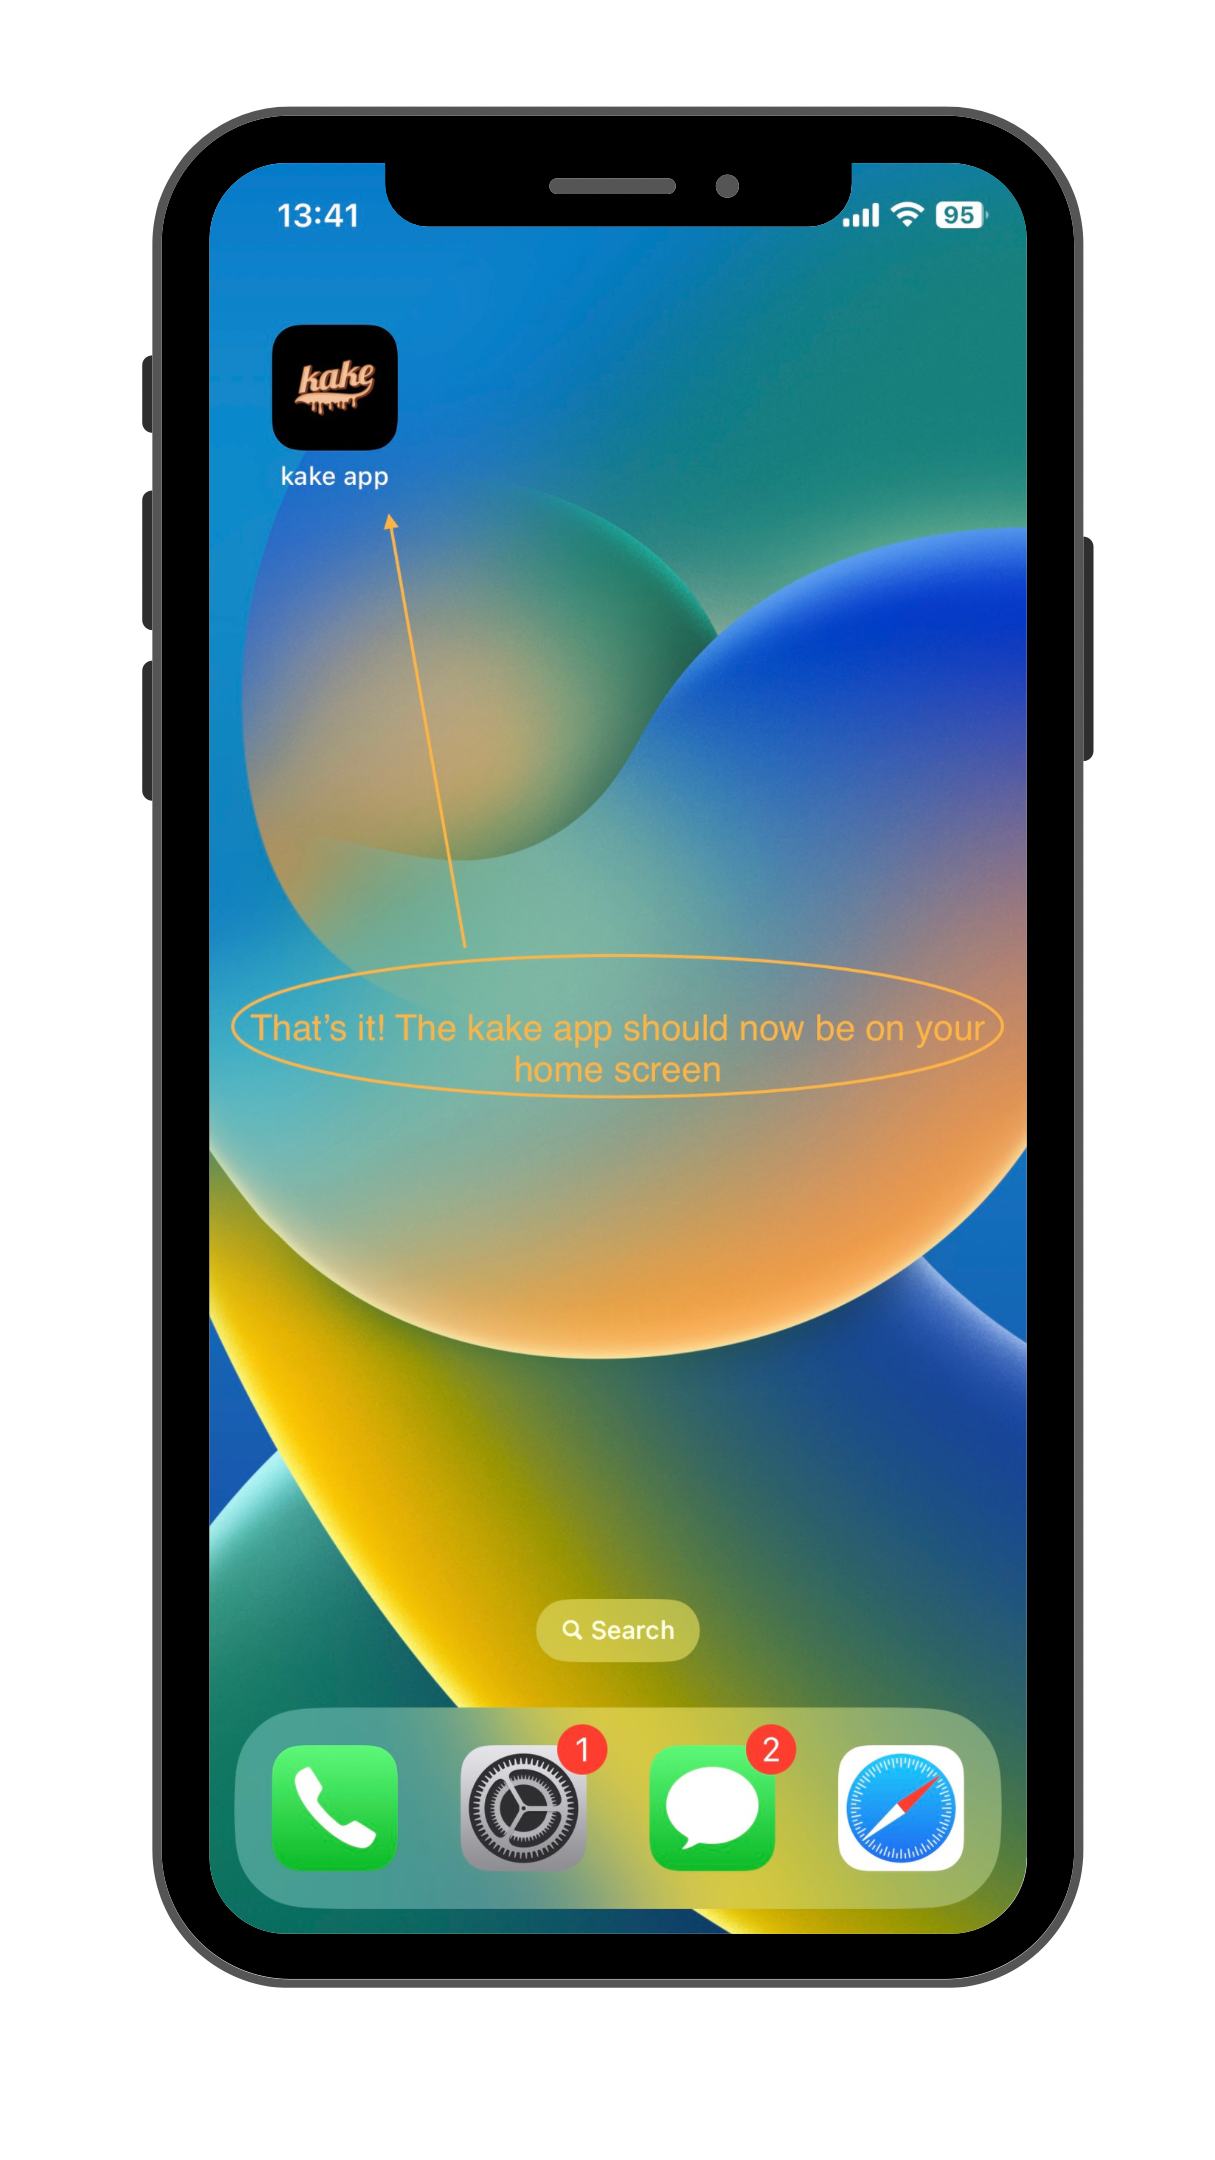 13:41
95
kake
kake app
That’s it! The kake app should now be on your
home screen
Search
1
2